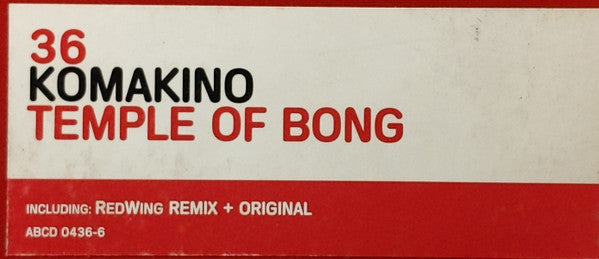 36
KOMAKINO
TEMPLE OF BONG
INCLUDING: REDWING REMIX + ORIGINAL
ABCD 0436-6